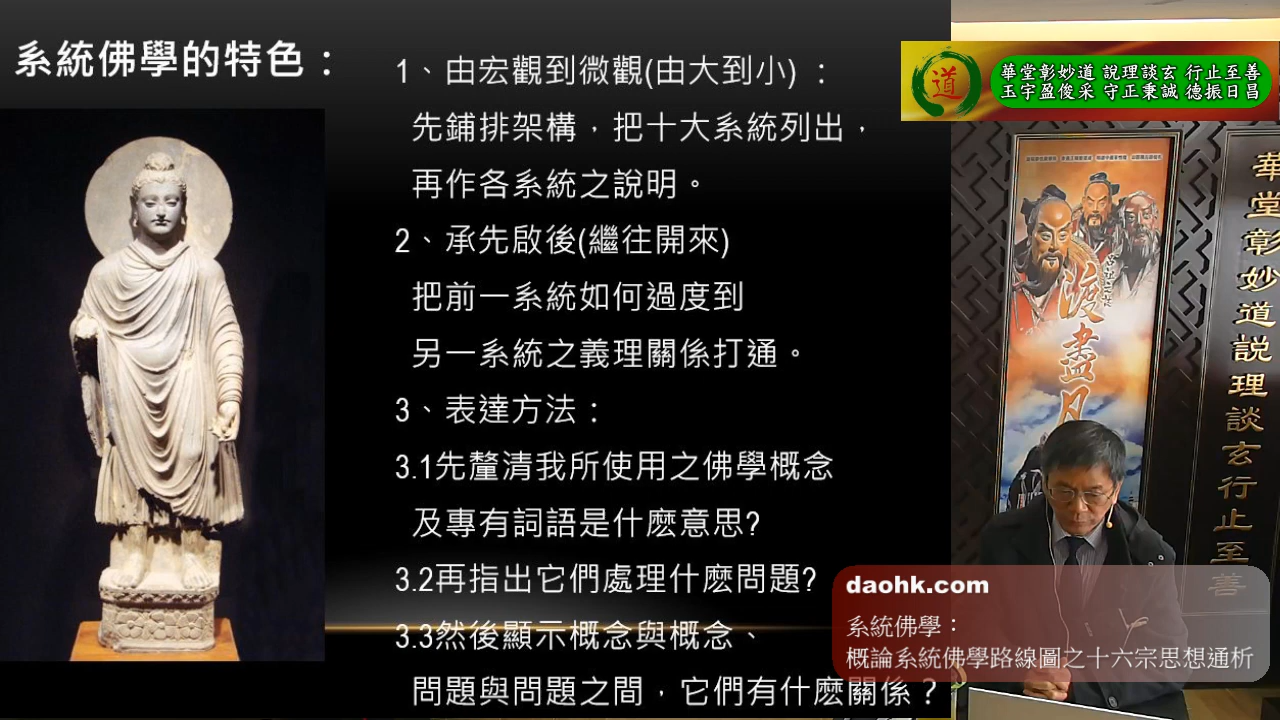 系統佛學的特色：
1、由宏觀到微觀(由大到小) ：
先鋪排架構，把十大系統列出，
再作各系統之說明。
2、承先啟後(繼往開來)
把前一系統如何過度到
另一系統之義理關係打通。
3、表達方法：
3.1先釐清我所使用之佛學概念
及專有詞語是什麽意思?
3.2再指出它們處理什麽問題?
3.3然後顯示概念與概念、
問題與問題之間，它們有什麽關係？
道
華堂彰妙道 說理談玄 行止至善
玉宇盈俊采 守正秉誠 德振日昌
渡盡凡
華堂彰妙道說理談玄行止至善
daohk.com
系統佛學：
概論系統佛學路線圖之十六宗思想通析